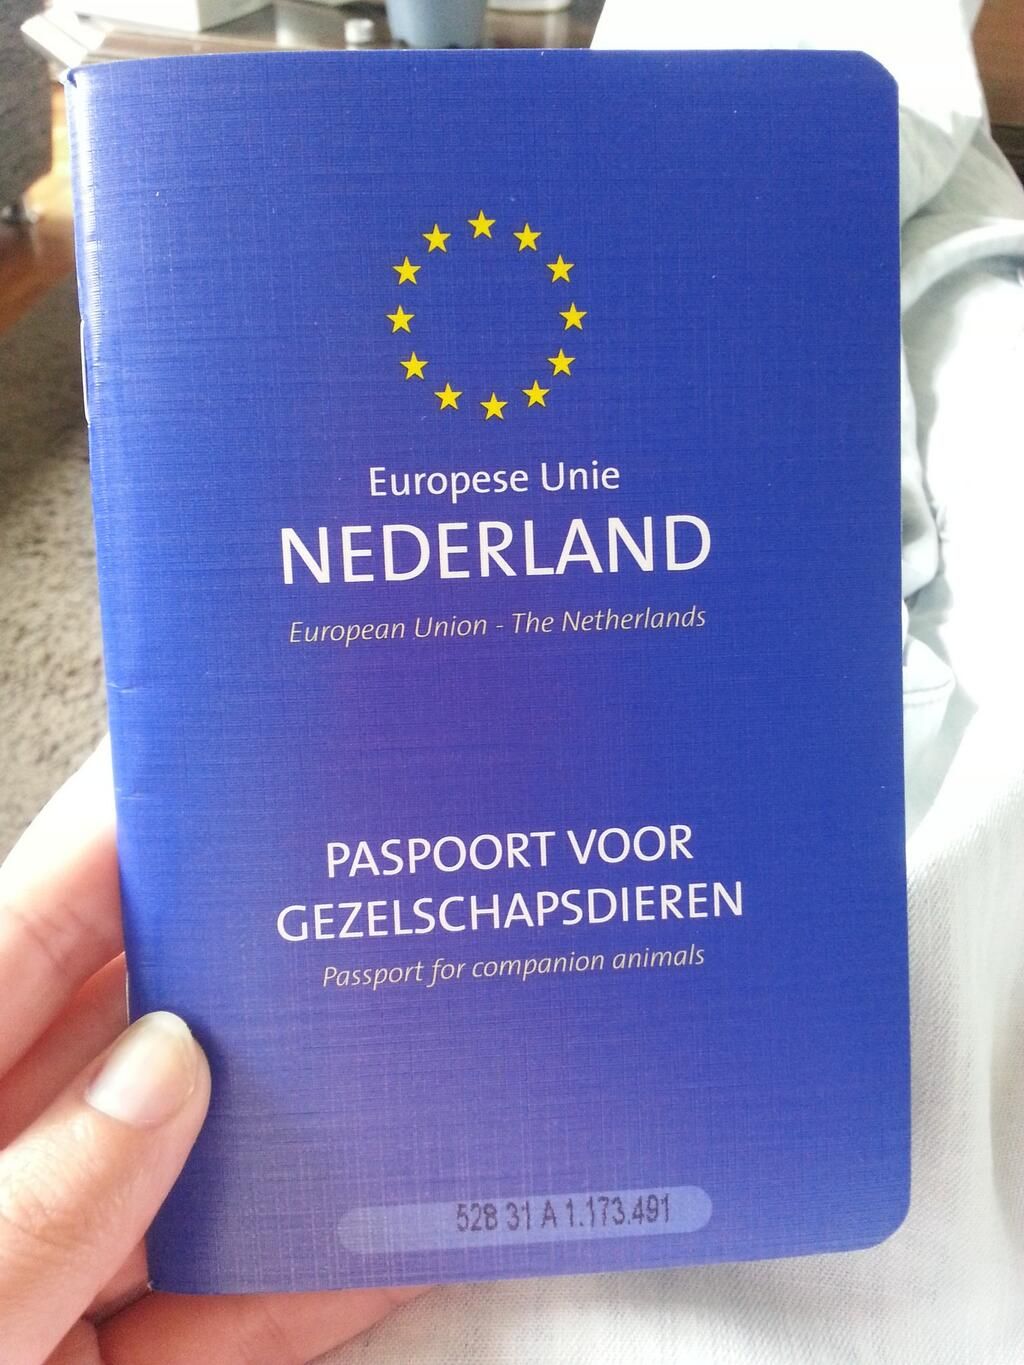 Europese Unie
NEDERLAND
European Union - The Netherlands
PASPOORT VOOR
GEZELSCHAPSDIEREN
Passport for companion animals
528 31 A 1.173.491